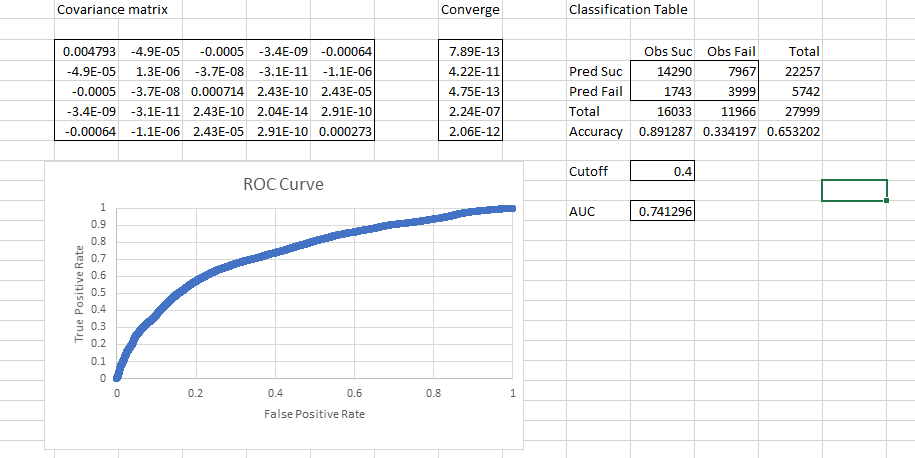 Covariance matrix Converge Classification Table
0.004793 -4.9E-05 -0.0005 -3.4E-09 -0.00064 7.89E-13 Obs Suc Obs Fail Total
-4.9E-05 1.3E-06 -3.7E-08 -3.1E-11 -1.1E-06 4.22E-11 Pred Suc 14290 7967 22257
-0.0005 -3.7E-08 0.000714 2.43E-10 2.43E-05 4.75E-13 Pred Fail 1743 3999 5742
-3.4E-09 -3.1E-11 2.43E-10 2.04E-14 2.91E-10 2.24E-07 Total 16033 11966 27999
-0.00064 -1.1E-06 2.43E-05 2.91E-10 0.000273 2.06E-12 Accuracy 0.891287 0.334197 0.653202
Cutoff 0.4
AUC 0.741296
ROC Curve
True Positive Rate
1
0.9
0.8
0.7
0.6
0.5
0.4
0.3
0.2
0.1
0
0 0.2 0.4 0.6 0.8 1
False Positive Rate